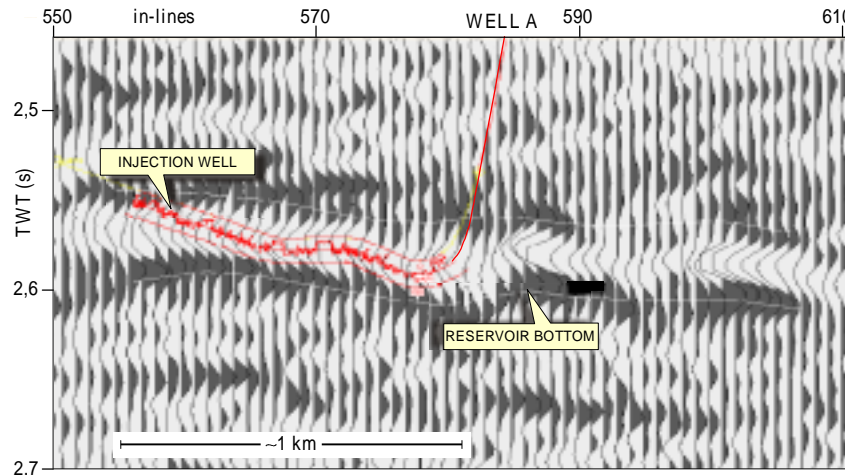 550 in-lines 570 WELL A 590 610
2,5
INJECTION WELL
TWT (s)
2,6
RESERVOIR BOTTOM
~1 km
2.7